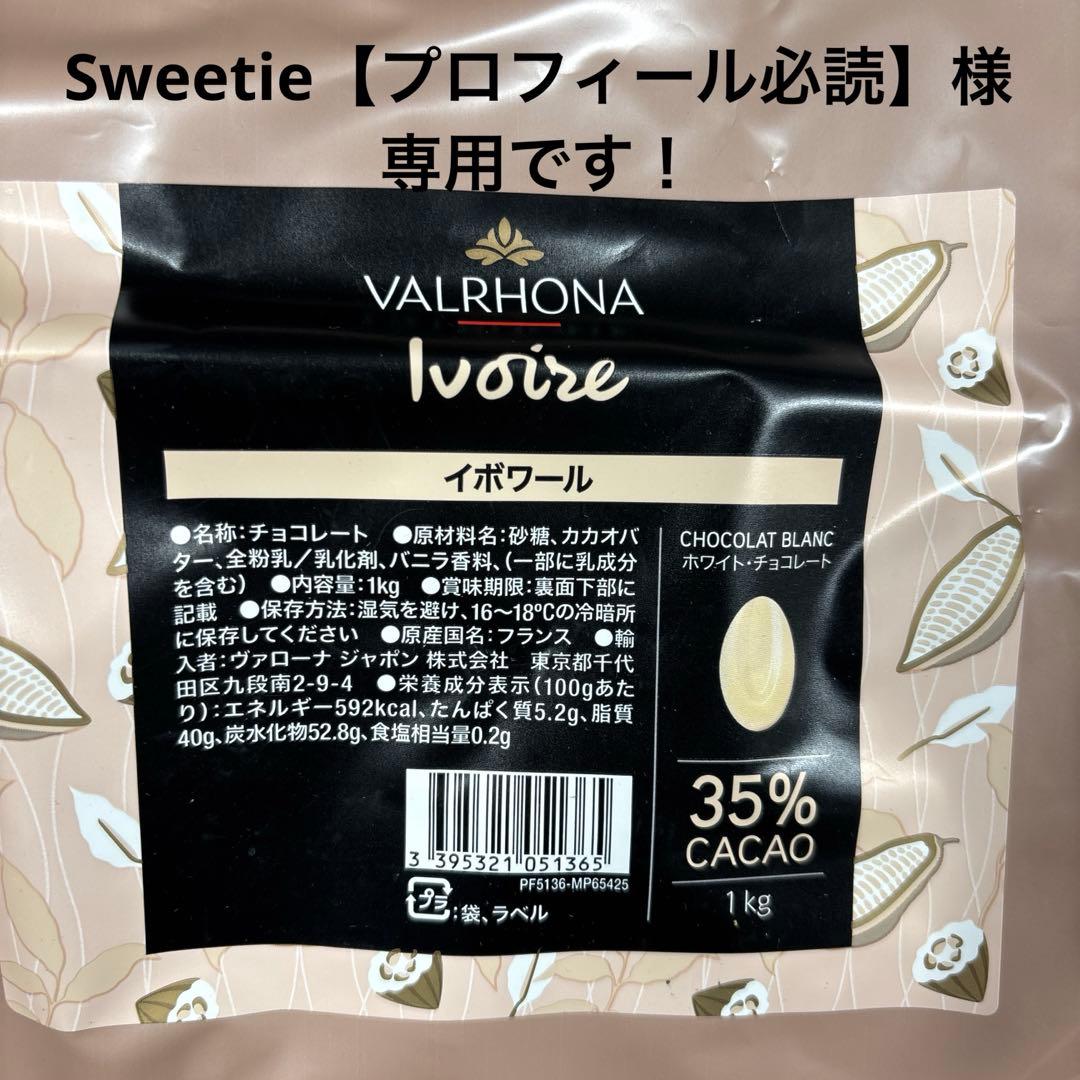 Sweetie【プロフィール必読】様
専用です！
VALRHONA
Ivoire
イボワール
●名称：チョコレート ●原材料名：砂糖、カカオバ
ター、全粉乳／乳化剤、バニラ香料、（一部に乳成分
を含む） ●内容量：1kg ●賞味期限：裏面下部に
記載 ●保存方法：湿気を避け、16〜18℃の冷暗所
に保存してください ●原産国名：フランス ●輸
入者：ヴァローナ ジャポン 株式会社 東京都千代
田区九段南2-9-4 ●栄養成分表示（100gあた
り）：エネルギー592kcal、たんぱく質5.2g、脂質
40g、炭水化物52.8g、食塩相当量0.2g
3 395321 051365
PF5136-MP65425
プラ：袋、ラベル
CHOCOLAT BLANC
ホワイト・チョコレート
35%
CACAO
1kg